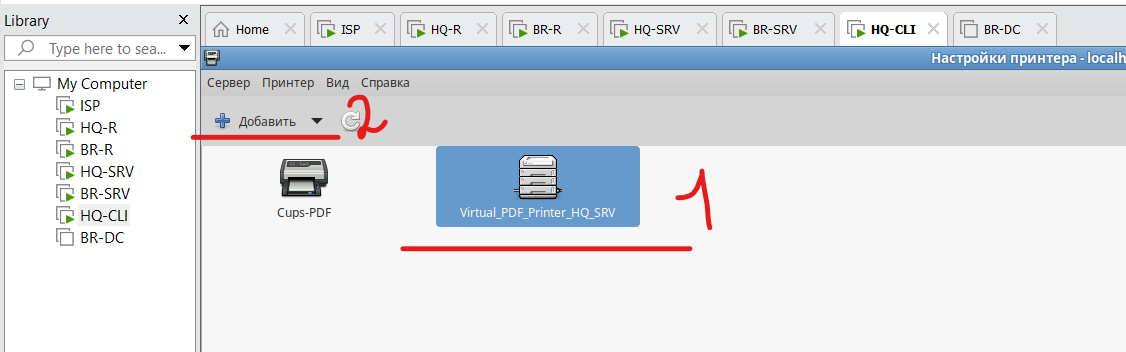 Library
Type here to sea...
My Computer
ISP
HQ-R
BR-R
HQ-SRV
BR-SRV
HQ-CLI
BR-DC
Home
ISP
HQ-R
BR-R
HQ-SRV
BR-SRV
HQ-CLI
BR-DC
Настройки принтера - localh
Сервер Принтер Вид Справка
Добавить
2
Cups-PDF
Virtual_PDF_Printer_HQ_SRV
1